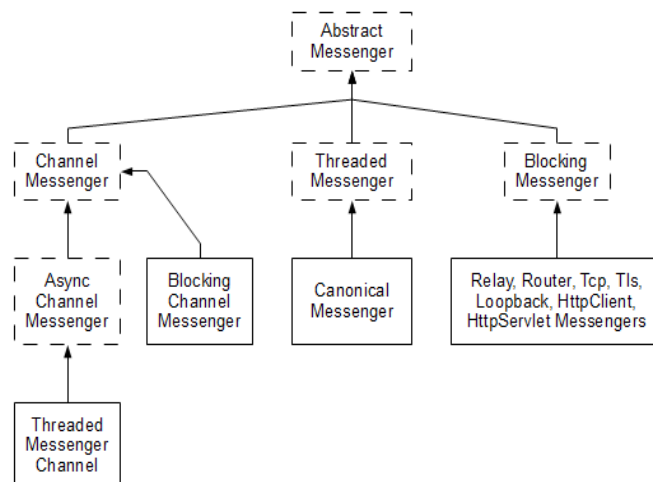 Abstract
Messenger
Channel
Messenger
Threaded
Messenger
Blocking
Messenger
Async
Channel
Messenger
Blocking
Channel
Messenger
Canonical
Messenger
Relay, Router, Tcp, Tls,
Loopback, HttpClient,
HttpServlet Messengers
Threaded
Messenger
Channel